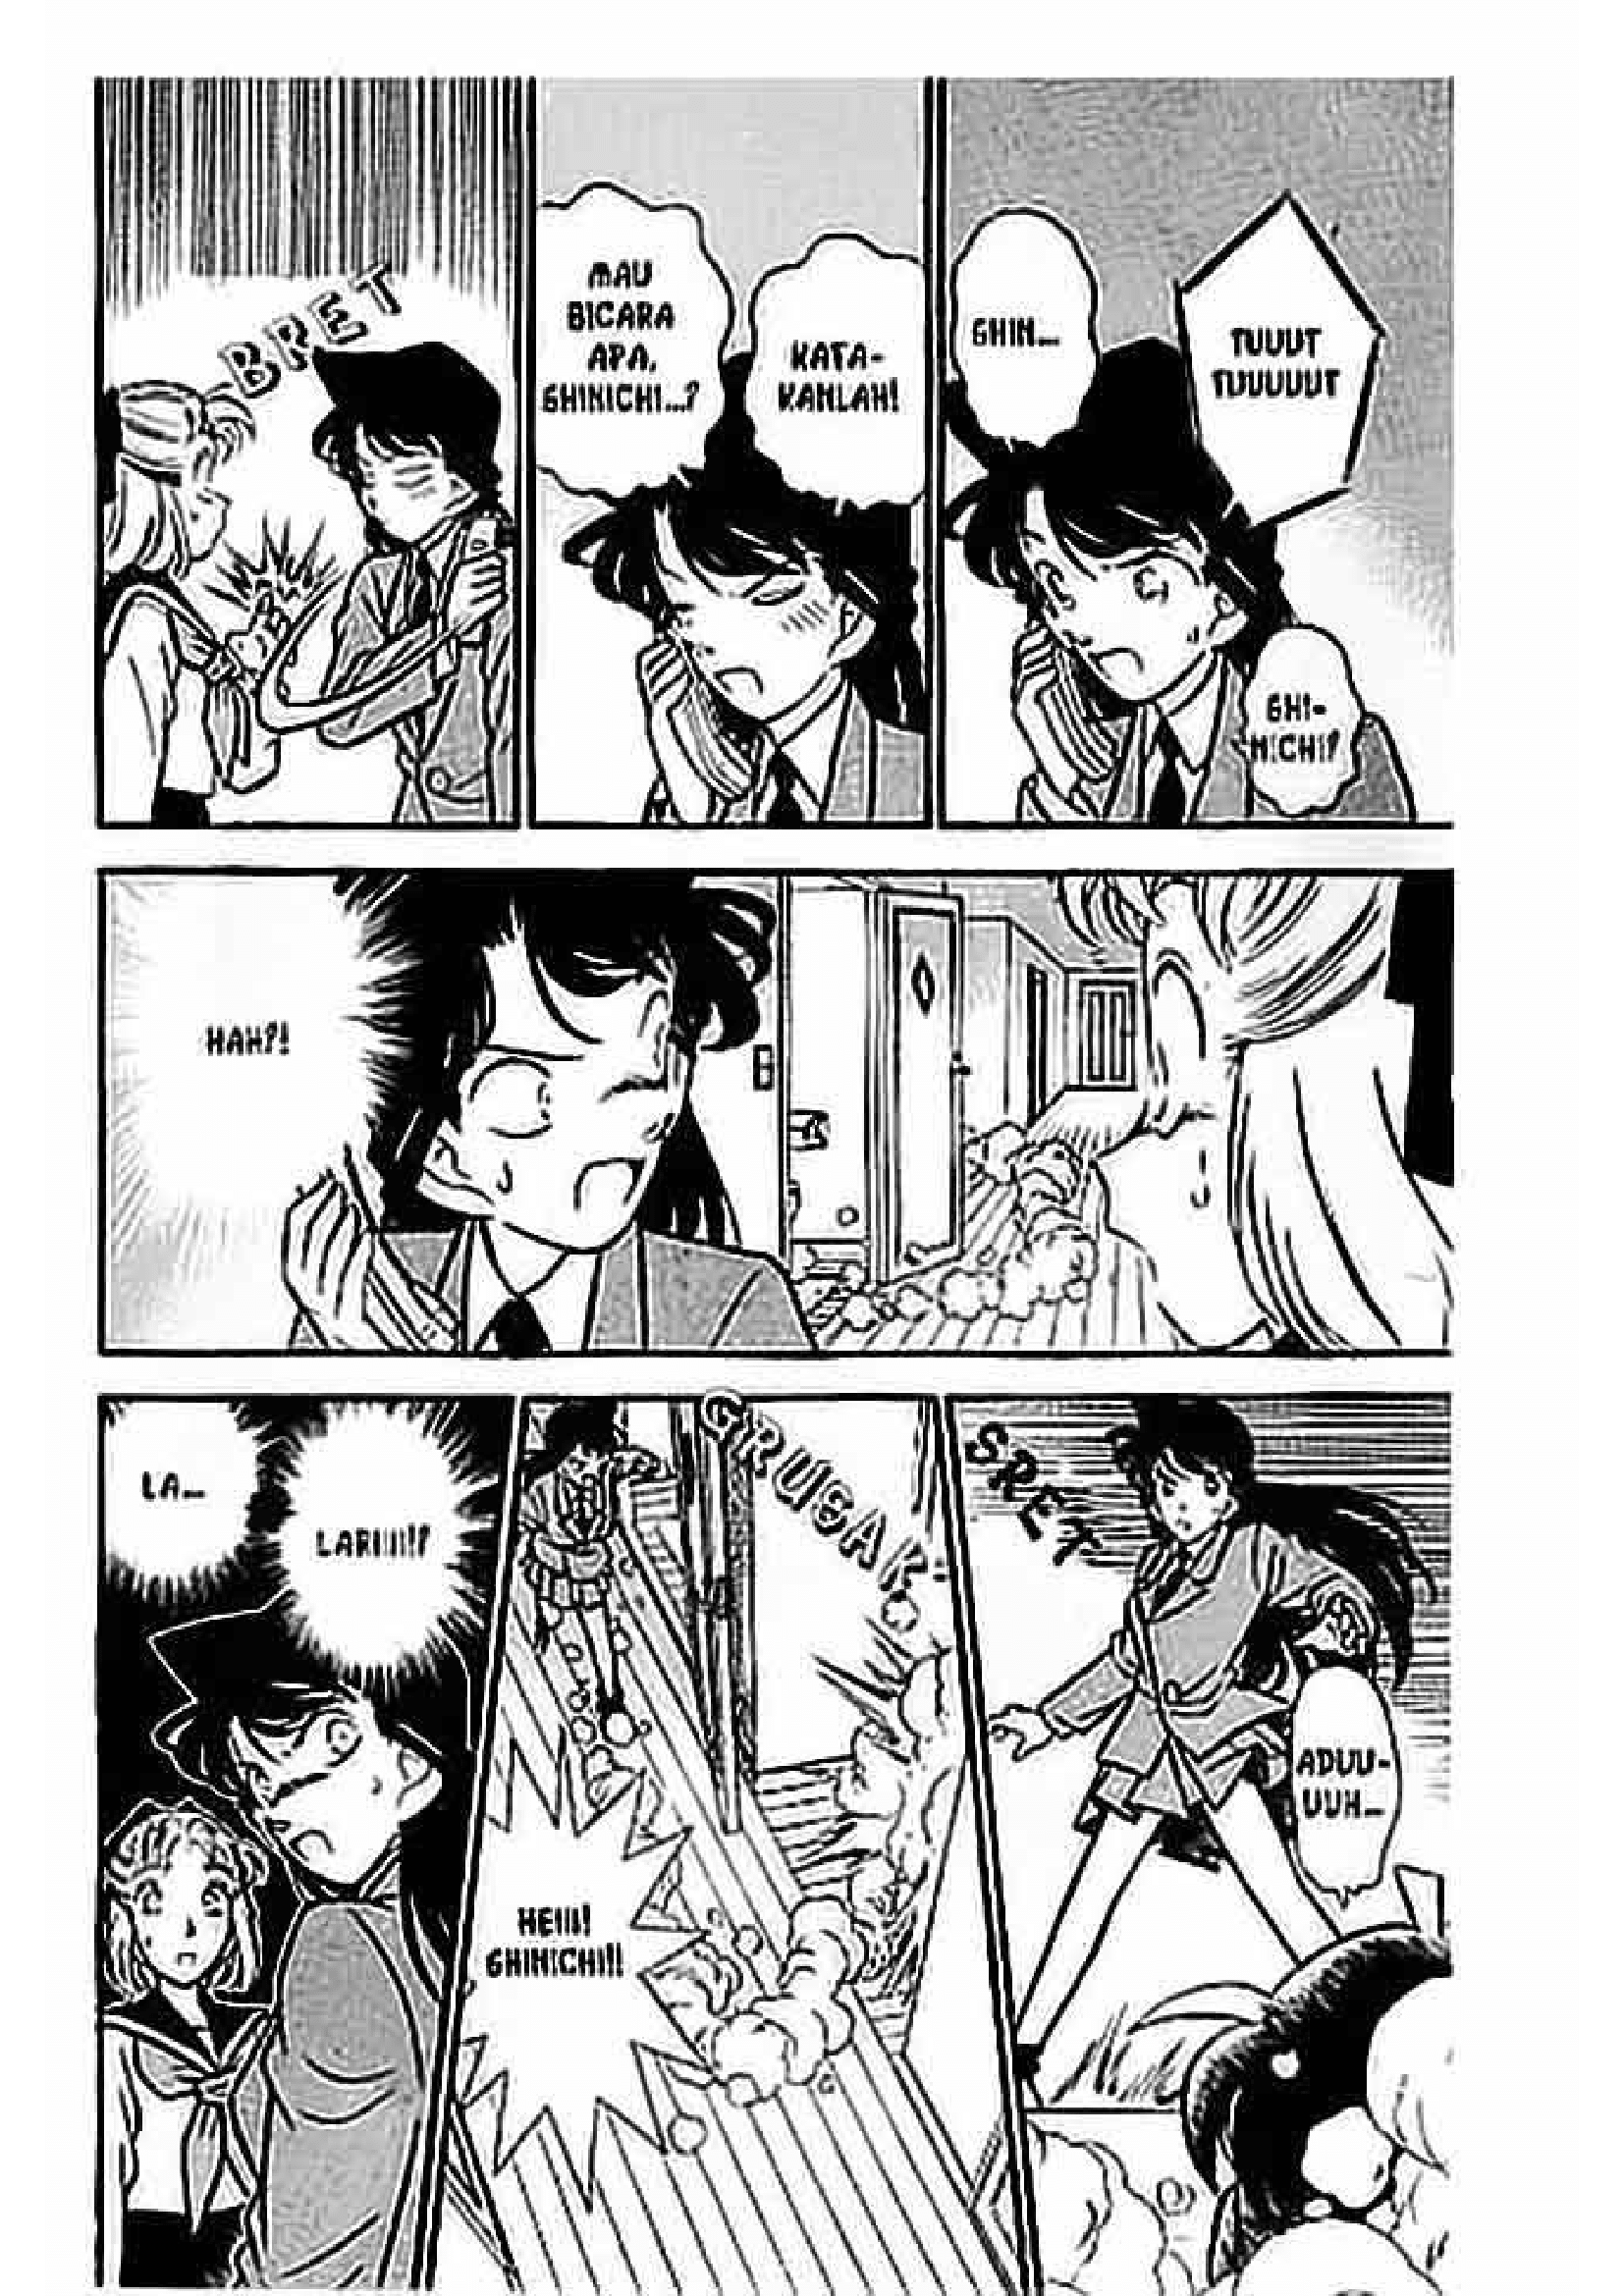 BRET
MAU
BICARA
APA,
SHINICHI...?
KATA-
KANLAH!
SHIN...
TUUUT
TUUUUUT
SHI-
NICHI?
HAH?!
LA...
LARIIII!?
GRUSAK
HEIII!
SHINICHI!!
SRET
ADUU-
UUH...